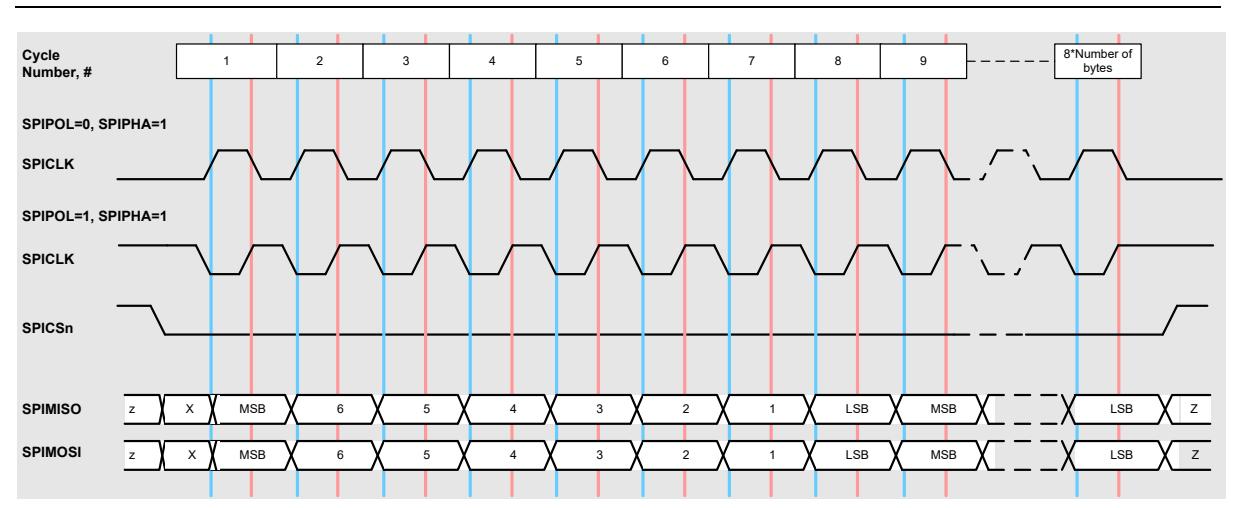 Cycle
Number, #
1 2 3 4 5 6 7 8 9 8*Number of
bytes
SPIPOL=0, SPIPHA=1
SPICLK
SPIPOL=1, SPIPHA=1
SPICLK
SPICSn
SPIMISO z X MSB 6 5 4 3 2 1 LSB MSB LSB Z
SPIMOSI z X MSB 6 5 4 3 2 1 LSB MSB LSB Z